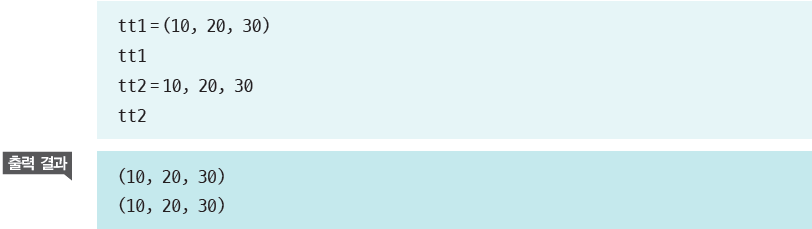 tt1=(10, 20, 30)
tt1
tt2=10, 20, 30
tt2
출력 결과
(10, 20, 30)
(10, 20, 30)